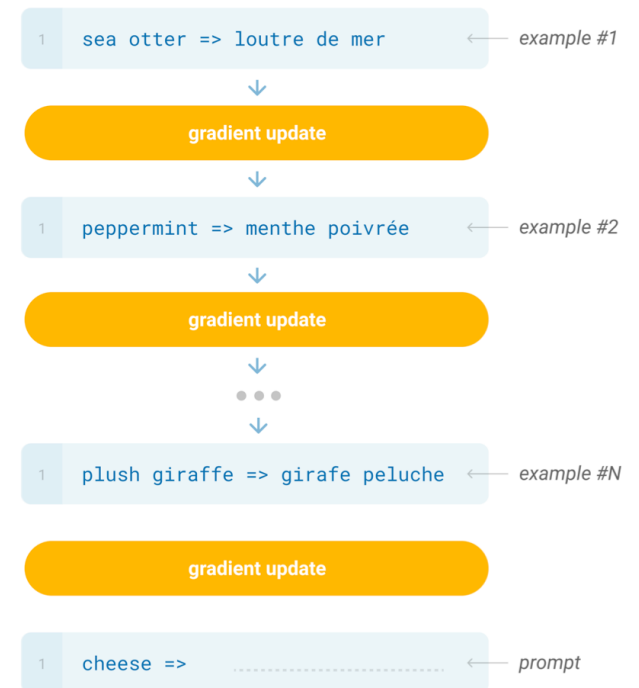 1 sea otter => loutre de mer example #1
gradient update
1 peppermint => menthe poivrée example #2
gradient update
1 plush giraffe => girafe peluche example #N
gradient update
1 cheese => prompt